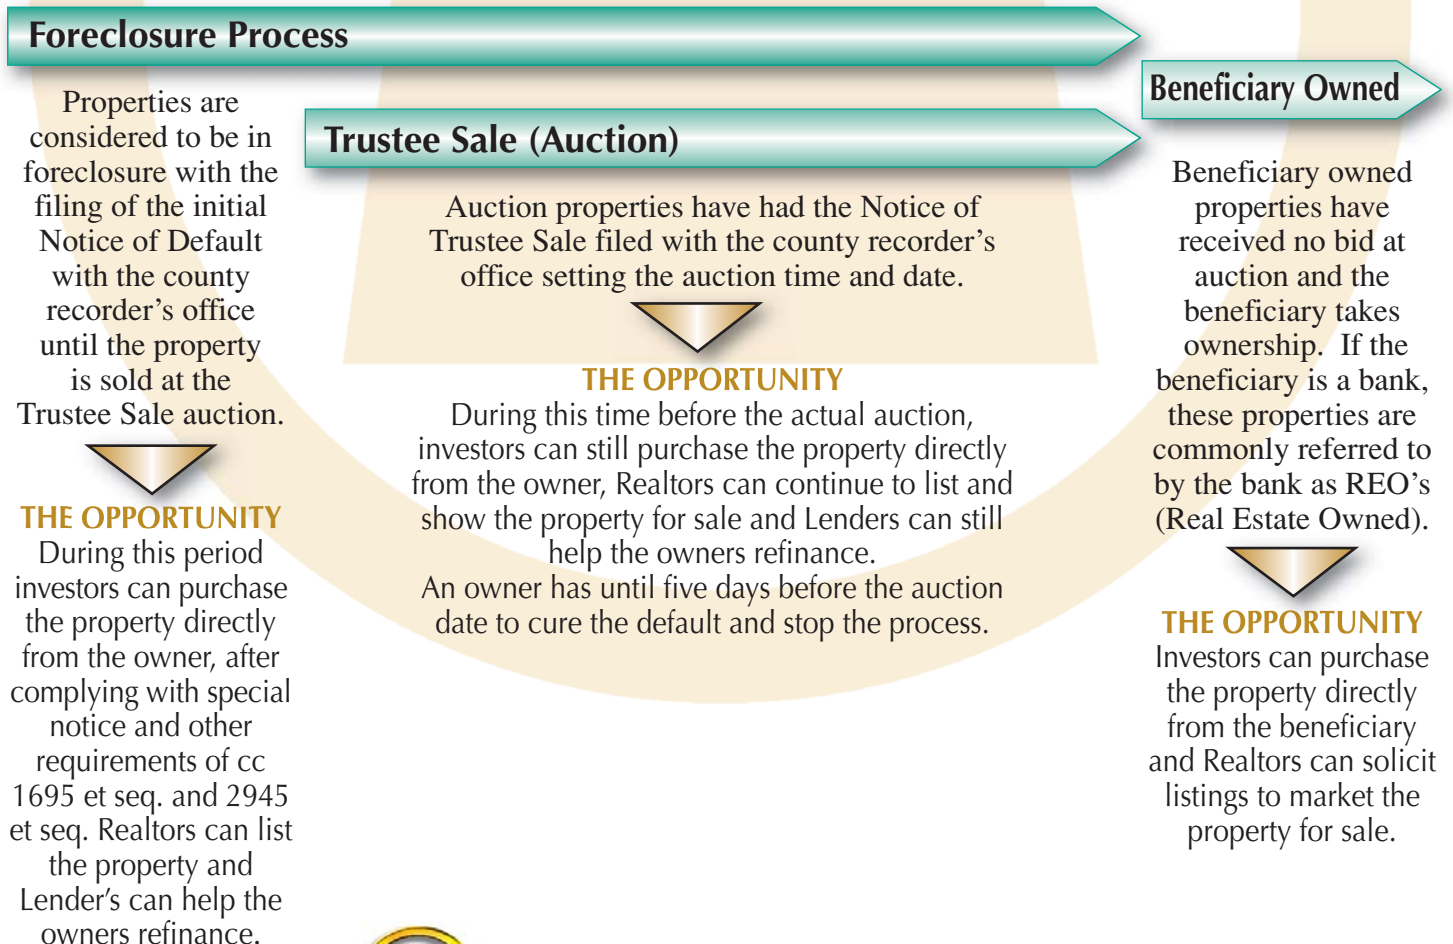 Foreclosure Process
Properties are
considered to be in
foreclosure with the
filing of the initial
Notice of Default
with the county
recorder's office
until the property
is sold at the
Trustee Sale auction.
THE OPPORTUNITY
During this period
investors can purchase
the property directly
from the owner, after
complying with special
notice and other
requirements of cc
1695 et seq. and 2945
et seq. Realtors can list
the property and
Lender's can help the
owners refinance.
Trustee Sale (Auction)
Auction properties have had the Notice of
Trustee Sale filed with the county recorder's
office setting the auction time and date.
THE OPPORTUNITY
During this time before the actual auction,
investors can still purchase the property directly
from the owner, Realtors can continue to list and
show the property for sale and Lenders can still
help the owners refinance.
An owner has until five days before the auction
date to cure the default and stop the process.
Beneficiary Owned
Beneficiary owned
properties have
received no bid at
auction and the
beneficiary takes
ownership.  If the
beneficiary is a bank,
these properties are
commonly referred to
by the bank as REO's
(Real Estate Owned).
THE OPPORTUNITY
Investors can purchase
the property directly
from the beneficiary
and Realtors can solicit
listings to market the
property for sale.